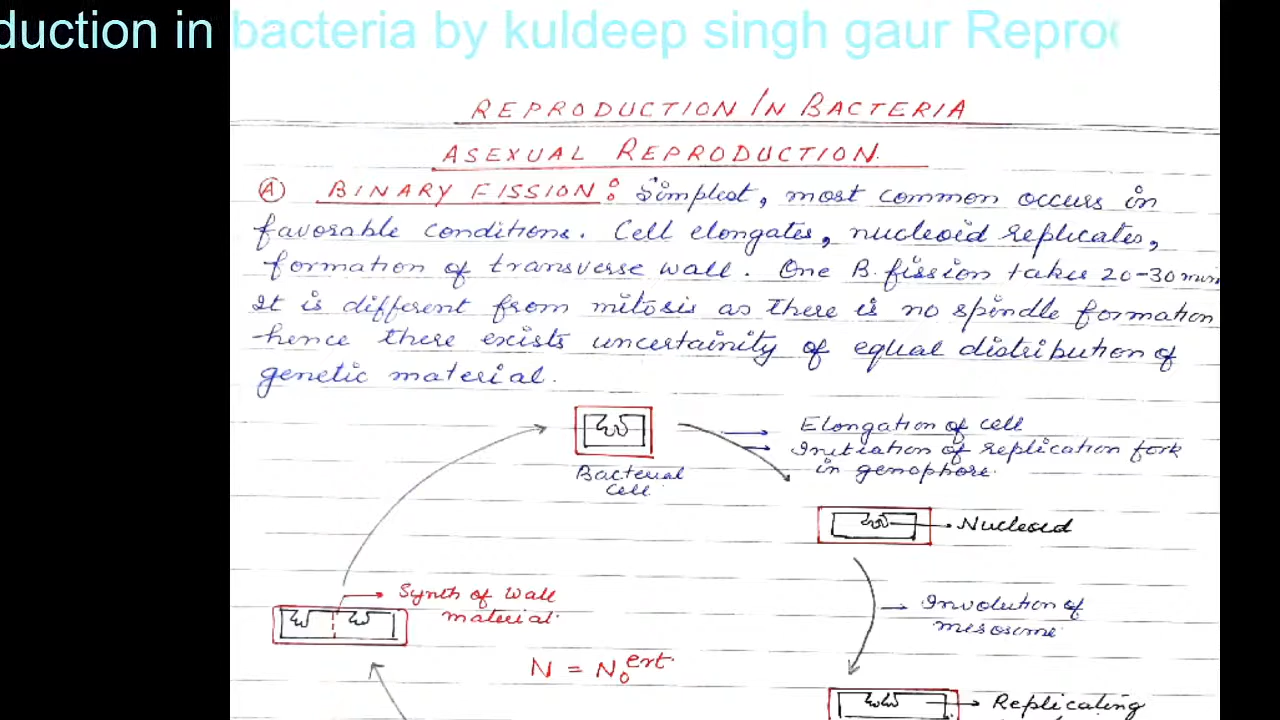 duction in bacteria by kuldeep singh gaur Repro
REPRODUCTION IN BACTERIA
ASEXUAL REPRODUCTION.
(A) BINARY FISSION: Simplest, most common occurs in
favorable conditions. Cell elongates, nucleoid replicates,
formation of transverse wall. One B. fission takes 20-30 min
It is different from mitosis as there is no spindle formation
hence there exists uncertainity of equal distribution of
genetic material.
Bacterial
cell.
Elongation of cell
Initiation of replication fork
in genophore.
Nucleoid
Synth of wall
material.
Involution of
mesosome
N = N₀ᵉʳᵗ·
Replicating